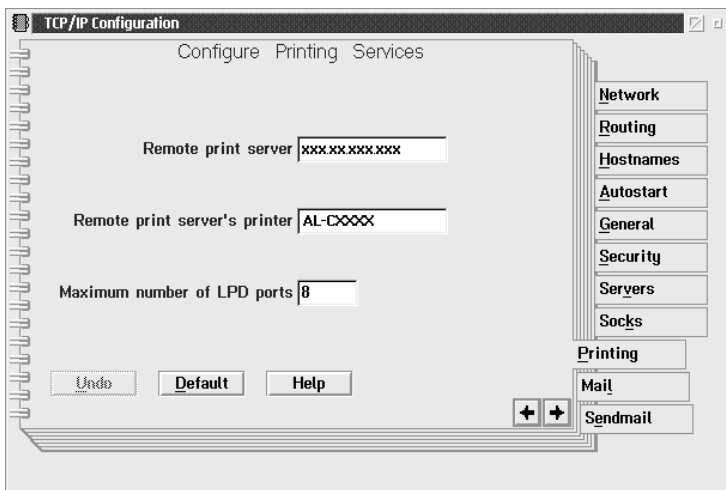 TCP/IP Configuration
Configure Printing Services
Remote print server xxx.xx.xxx.xxx
Remote print server's printer AL-CXXXX
Maximum number of LPD ports 8
Undo Default Help
Network
Routing
Hostnames
Autostart
General
Security
Servers
Socks
Printing
Mail
Sendmail